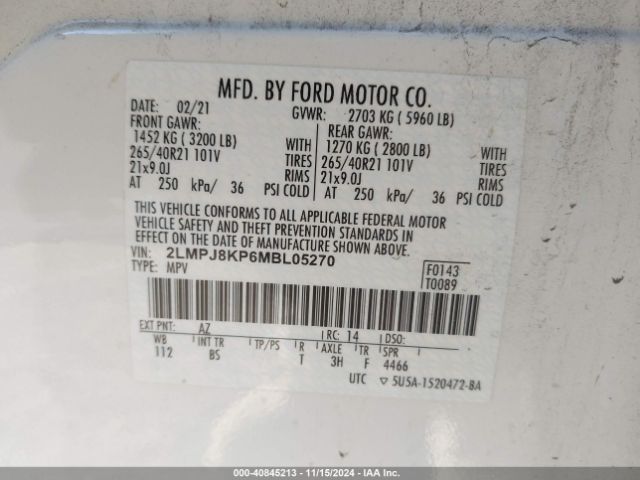 MFD. BY FORD MOTOR CO.
DATE: 02/21 GVWR: 2703 KG ( 5960 LB)
FRONT GAWR: REAR GAWR:
1452 KG ( 3200 LB) WITH 1270 KG ( 2800 LB) WITH
265/40R21 101V TIRES 265/40R21 101V TIRES
21x9.0J RIMS 21x9.0J RIMS
AT 250 kPa/ 36 PSI COLD AT 250 kPa/ 36 PSI COLD
THIS VEHICLE CONFORMS TO ALL APPLICABLE FEDERAL MOTOR
VEHICLE SAFETY AND THEFT PREVENTION STANDARDS IN
EFFECT ON THE DATE OF MANUFACTURE SHOWN ABOVE.
VIN: 2LMPJ8KP6MBL05270 F0143
TYPE: MPV T0089
EXT PNT: AZ RC: 14 DSO:
WB INT TR TP/PS R AXLE TR SPR
112 BS T 3H F 4466
UTC ▽ 5U5A-1520472-BA
000-40845213 - 11/15/2024 - IAAI.com